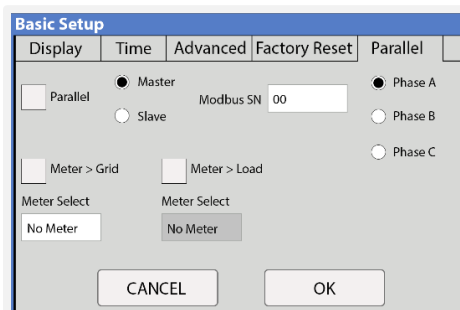 Basic Setup
Display Time Advanced Factory Reset Parallel
Parallel
Master
Slave
Modbus SN 00
Phase A
Phase B
Phase C
Meter > Grid
Meter > Load
Meter Select
Meter Select
No Meter
No Meter
CANCEL
OK